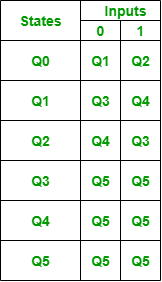 States Inputs
0 1
Q0 Q1 Q2
Q1 Q3 Q4
Q2 Q4 Q3
Q3 Q5 Q5
Q4 Q5 Q5
Q5 Q5 Q5